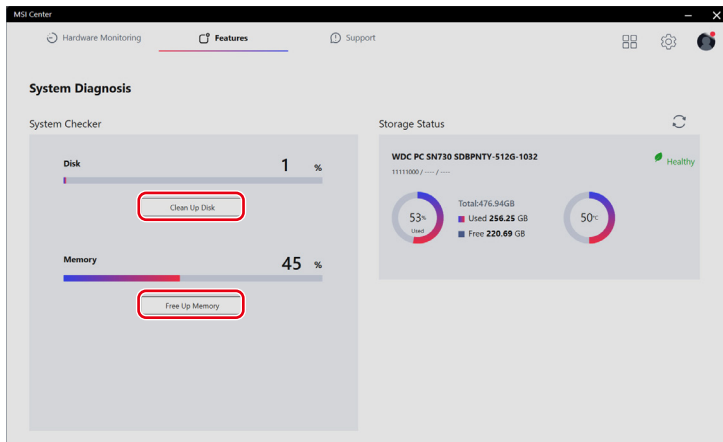 MSI Center
Hardware Monitoring
Features
Support
System Diagnosis
System Checker
Disk
1 %
Clean Up Disk
Memory
45 %
Free Up Memory
Storage Status
WDC PC SN730 SDBPNTY-512G-1032
11111000 / ---- / ----
Healthy
53%
Used
Total:476.94GB
Used 256.25 GB
Free 220.69 GB
50°C